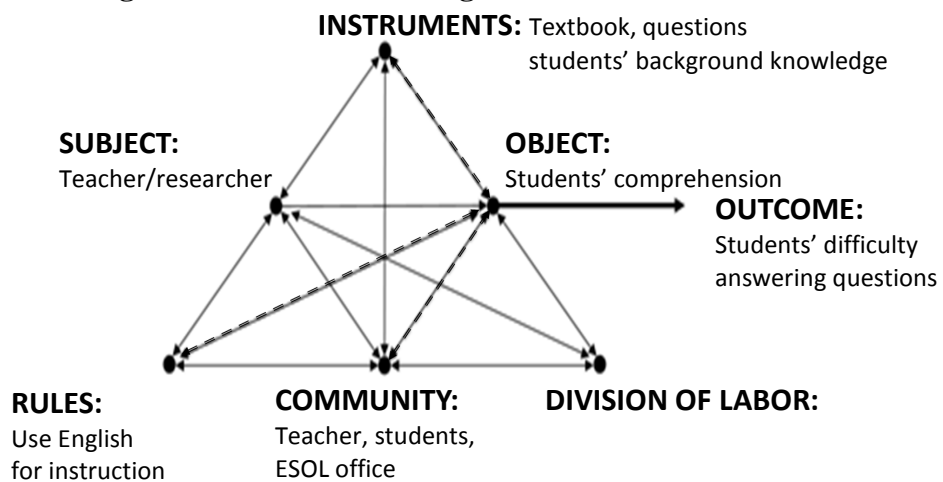 INSTRUMENTS: Textbook, questions
students’ background knowledge
SUBJECT:
Teacher/researcher
OBJECT:
Students’ comprehension
OUTCOME:
Students’ difficulty
answering questions
RULES:
Use English
for instruction
COMMUNITY:
Teacher, students,
ESOL office
DIVISION OF LABOR: